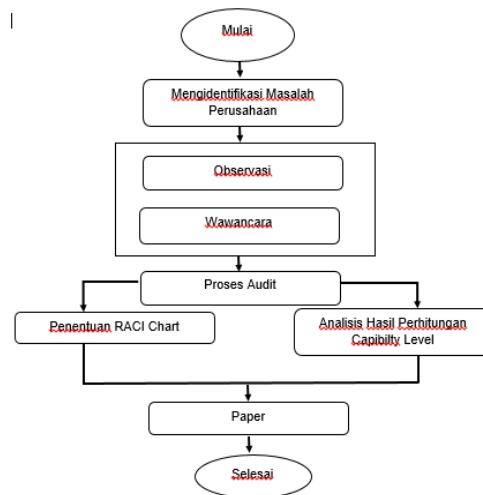 Mulai
Mengidentifikasi Masalah
Perusahaan
Observasi
Wawancara
Proses Audit
Penentuan RACI Chart
Analisis Hasil Perhitungan
Capibilty Level
Paper
Selesai